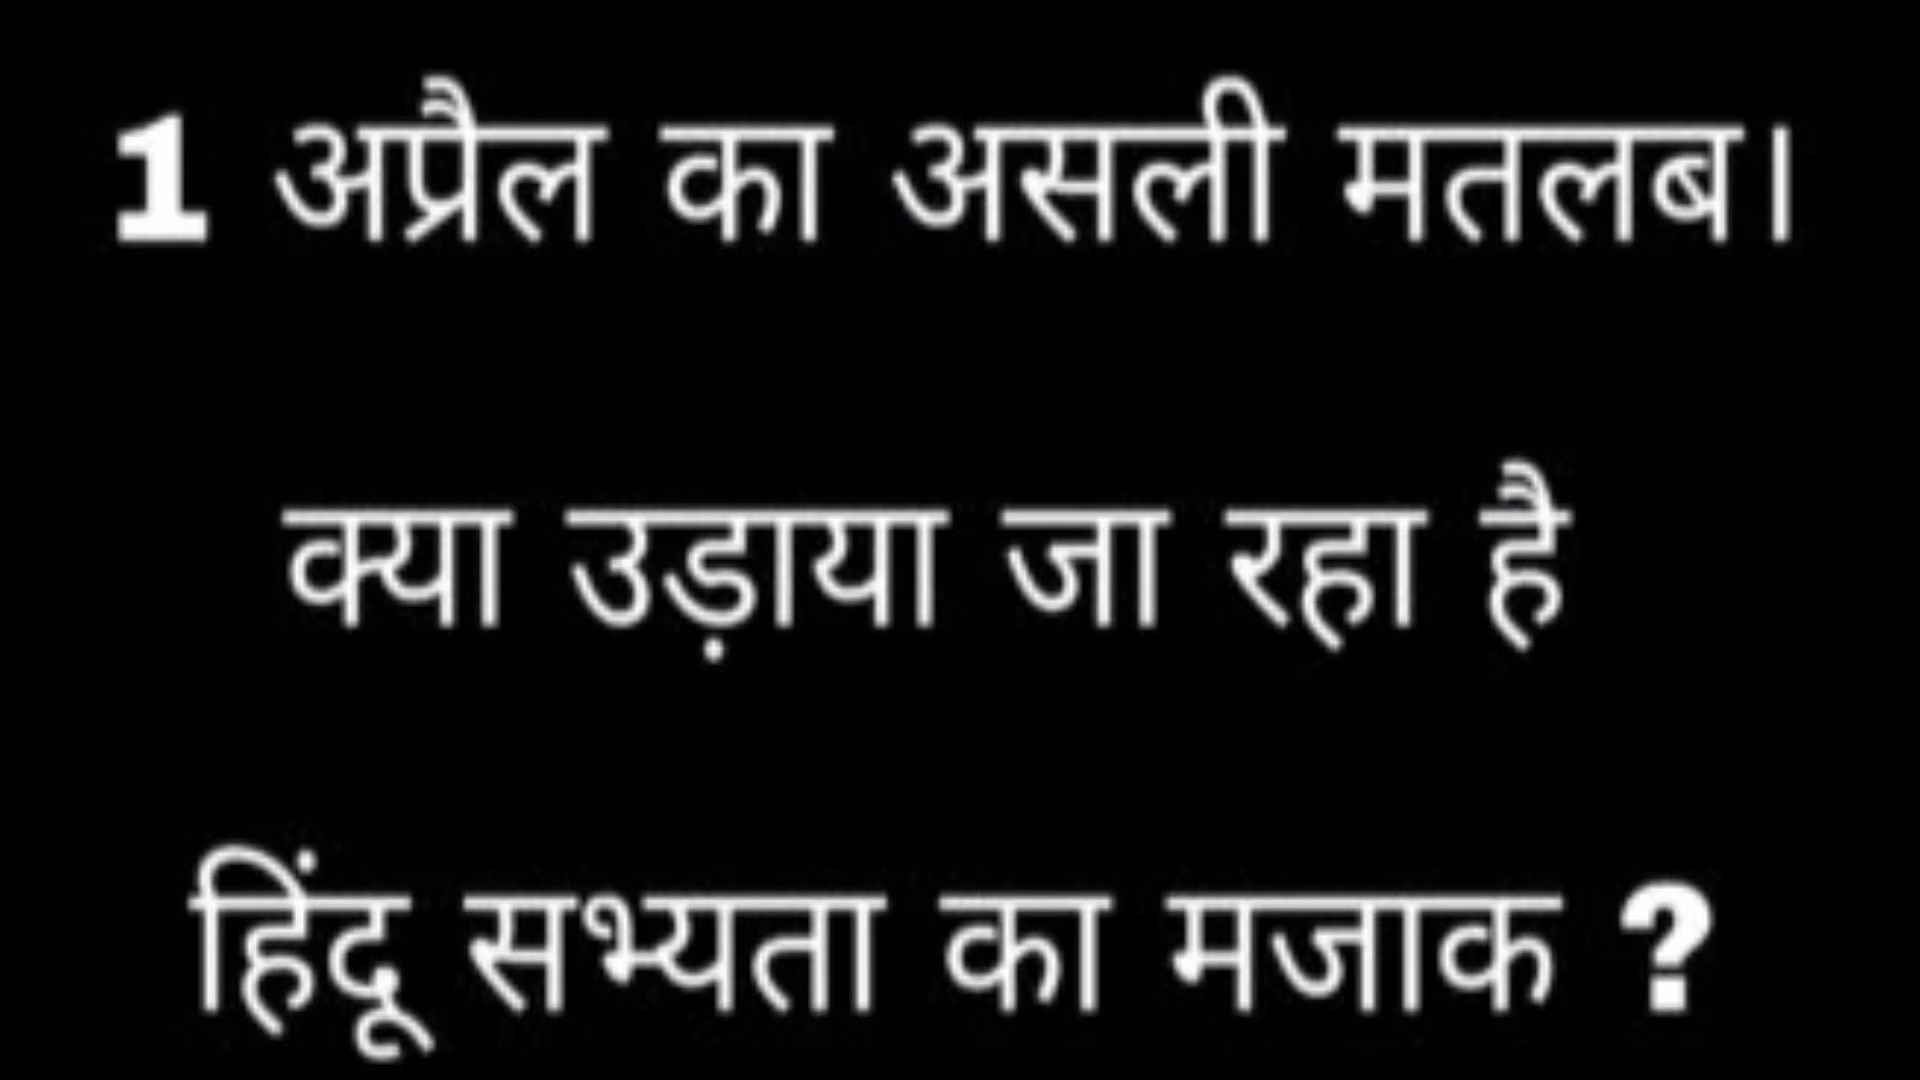 1 अप्रैल का असली मतलब।
क्या उड़ाया जा रहा है
हिंदू सभ्यता का मजाक ?